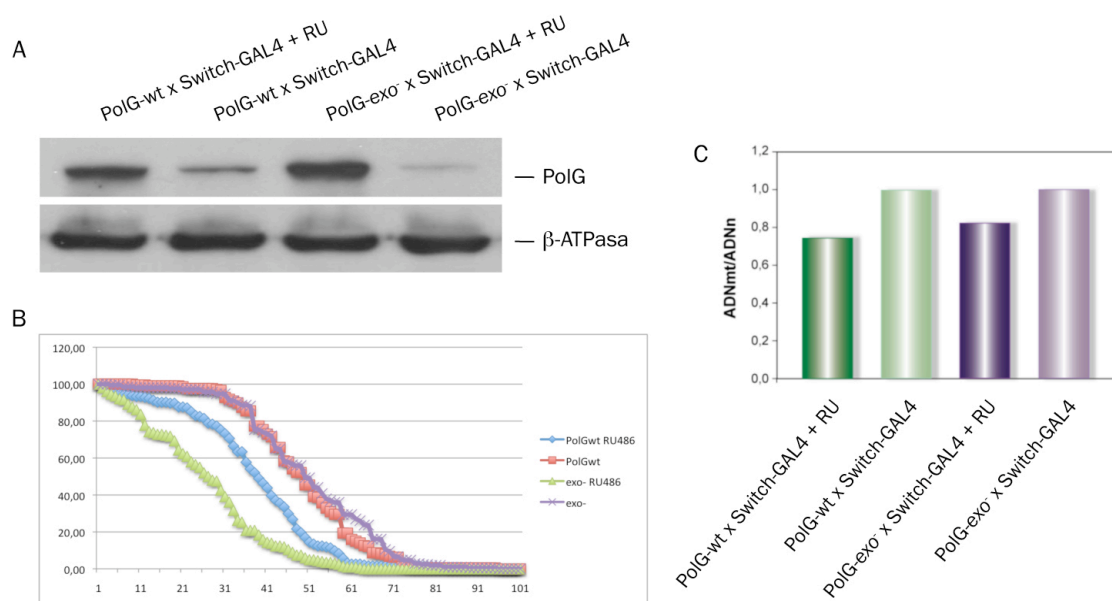 A
PolG-wt x Switch-GAL4 + RU
PolG-wt x Switch-GAL4
PolG-exo⁻ x Switch-GAL4 + RU
PolG-exo⁻ x Switch-GAL4
— PolG
— β-ATPasa
B
120,00
100,00
80,00
60,00
40,00
20,00
0,00
1 11 21 31 41 51 61 71 81 91 101
PolGwt RU486
PolGwt
exo- RU486
exo-
C
ADNmt/ADNn
1,2
1,0
0,8
0,6
0,4
0,2
0,0
PolG-wt x Switch-GAL4 + RU
PolG-wt x Switch-GAL4
PolG-exo⁻ x Switch-GAL4 + RU
PolG-exo⁻ x Switch-GAL4